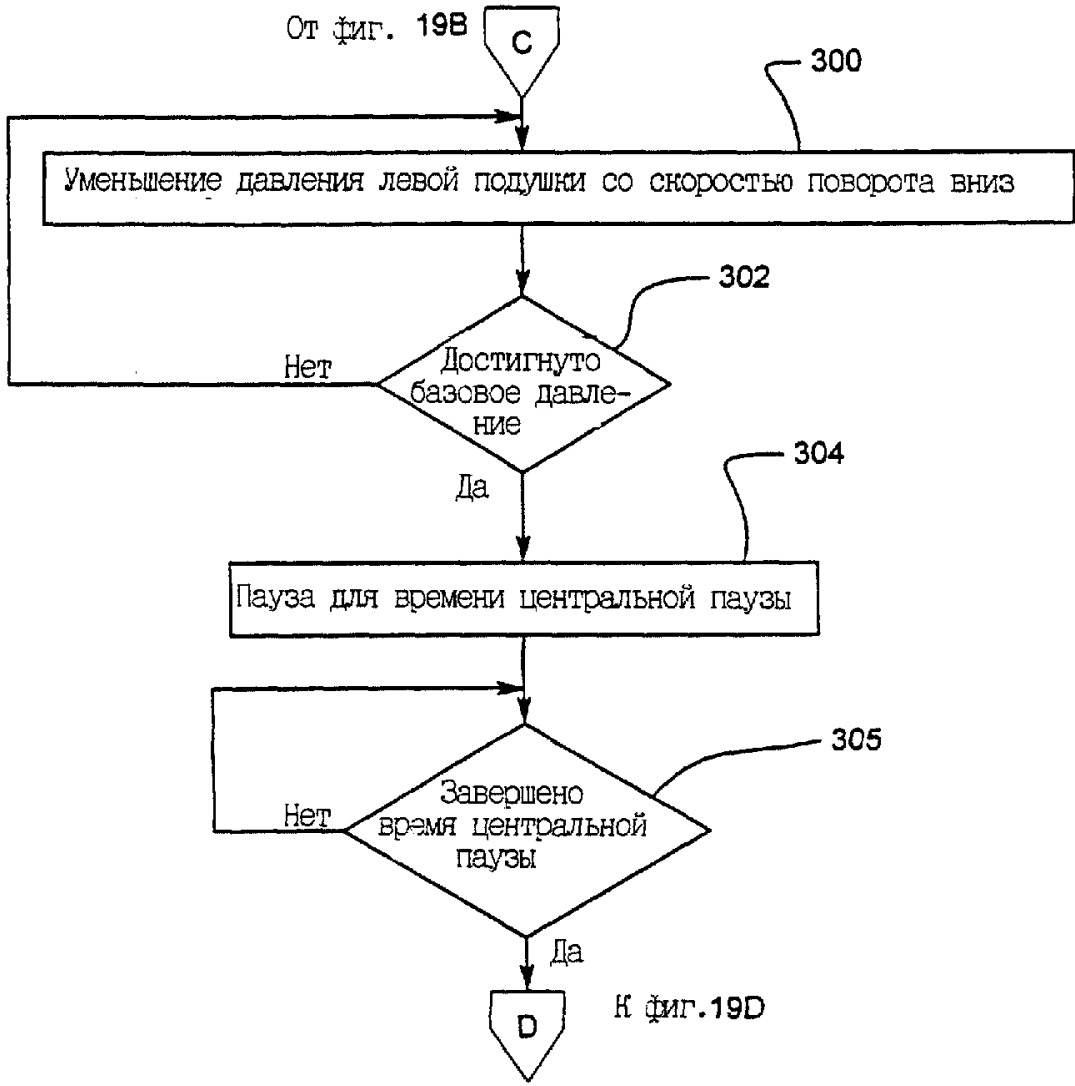 От фиг. 19B
C
300
Уменьшение давления левой подушки со скоростью поворота вниз
302
Нет
Достигнуто
базовое давле-
ние
Да
304
Пауза для времени центральной паузы
305
Нет
Завершено
время центральной
паузы
Да
D
К фиг.19D